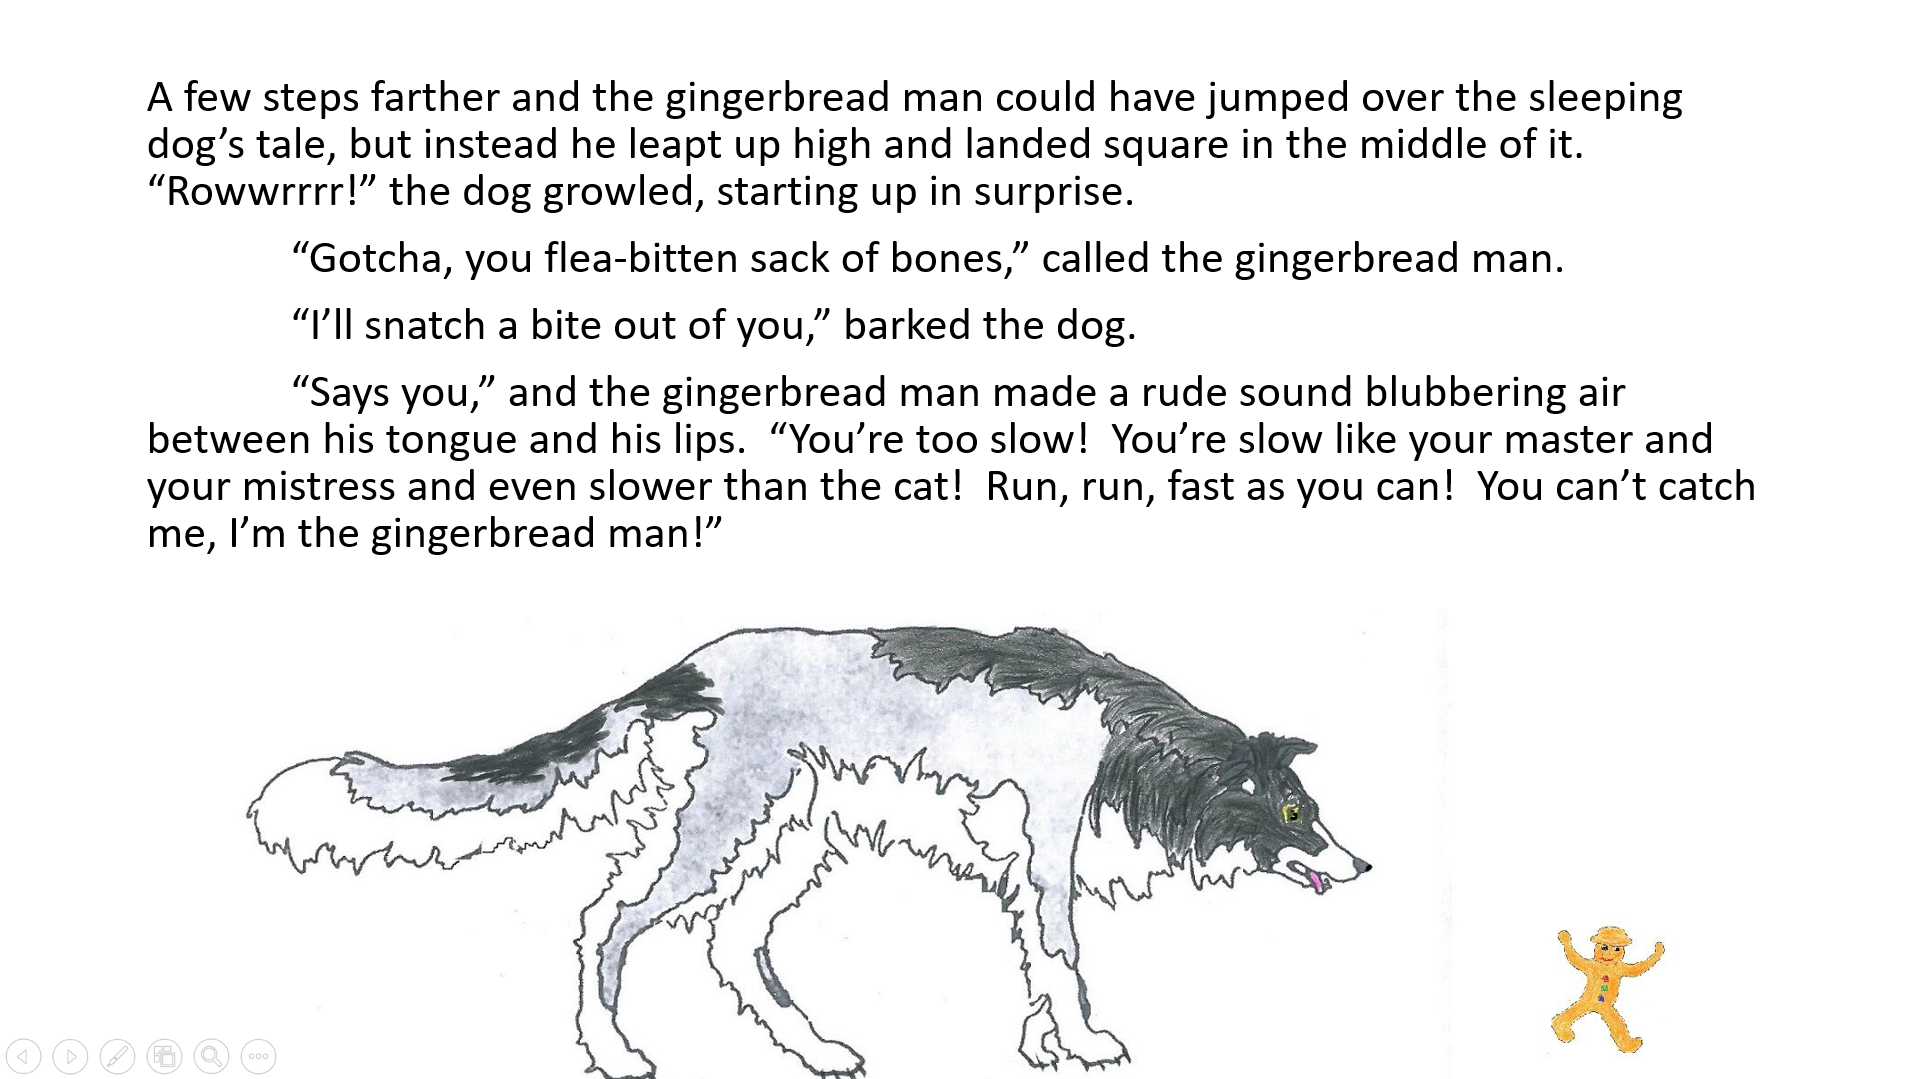 A few steps farther and the gingerbread man could have jumped over the sleeping
dog’s tale, but instead he leapt up high and landed square in the middle of it.
“Rowwrrrr!” the dog growled, starting up in surprise.
“Gotcha, you flea-bitten sack of bones,” called the gingerbread man.
“I’ll snatch a bite out of you,” barked the dog.
“Says you,” and the gingerbread man made a rude sound blubbering air
between his tongue and his lips.  “You’re too slow!  You’re slow like your master and
your mistress and even slower than the cat!  Run, run, fast as you can!  You can’t catch
me, I’m the gingerbread man!”